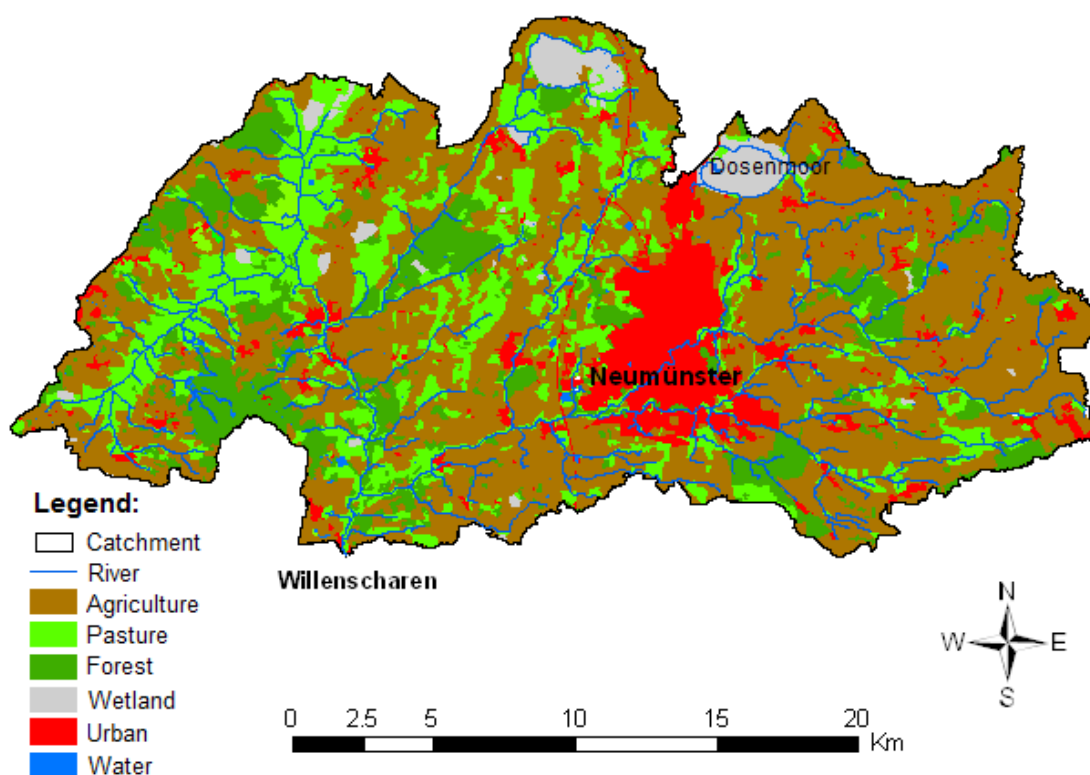 Dosenmoor
Neumünster
Legend:
Catchment
River
Agriculture
Pasture
Forest
Wetland
Urban
Water
Willenscharen
N
W E
S
0 2.5 5 10 15 20
Km